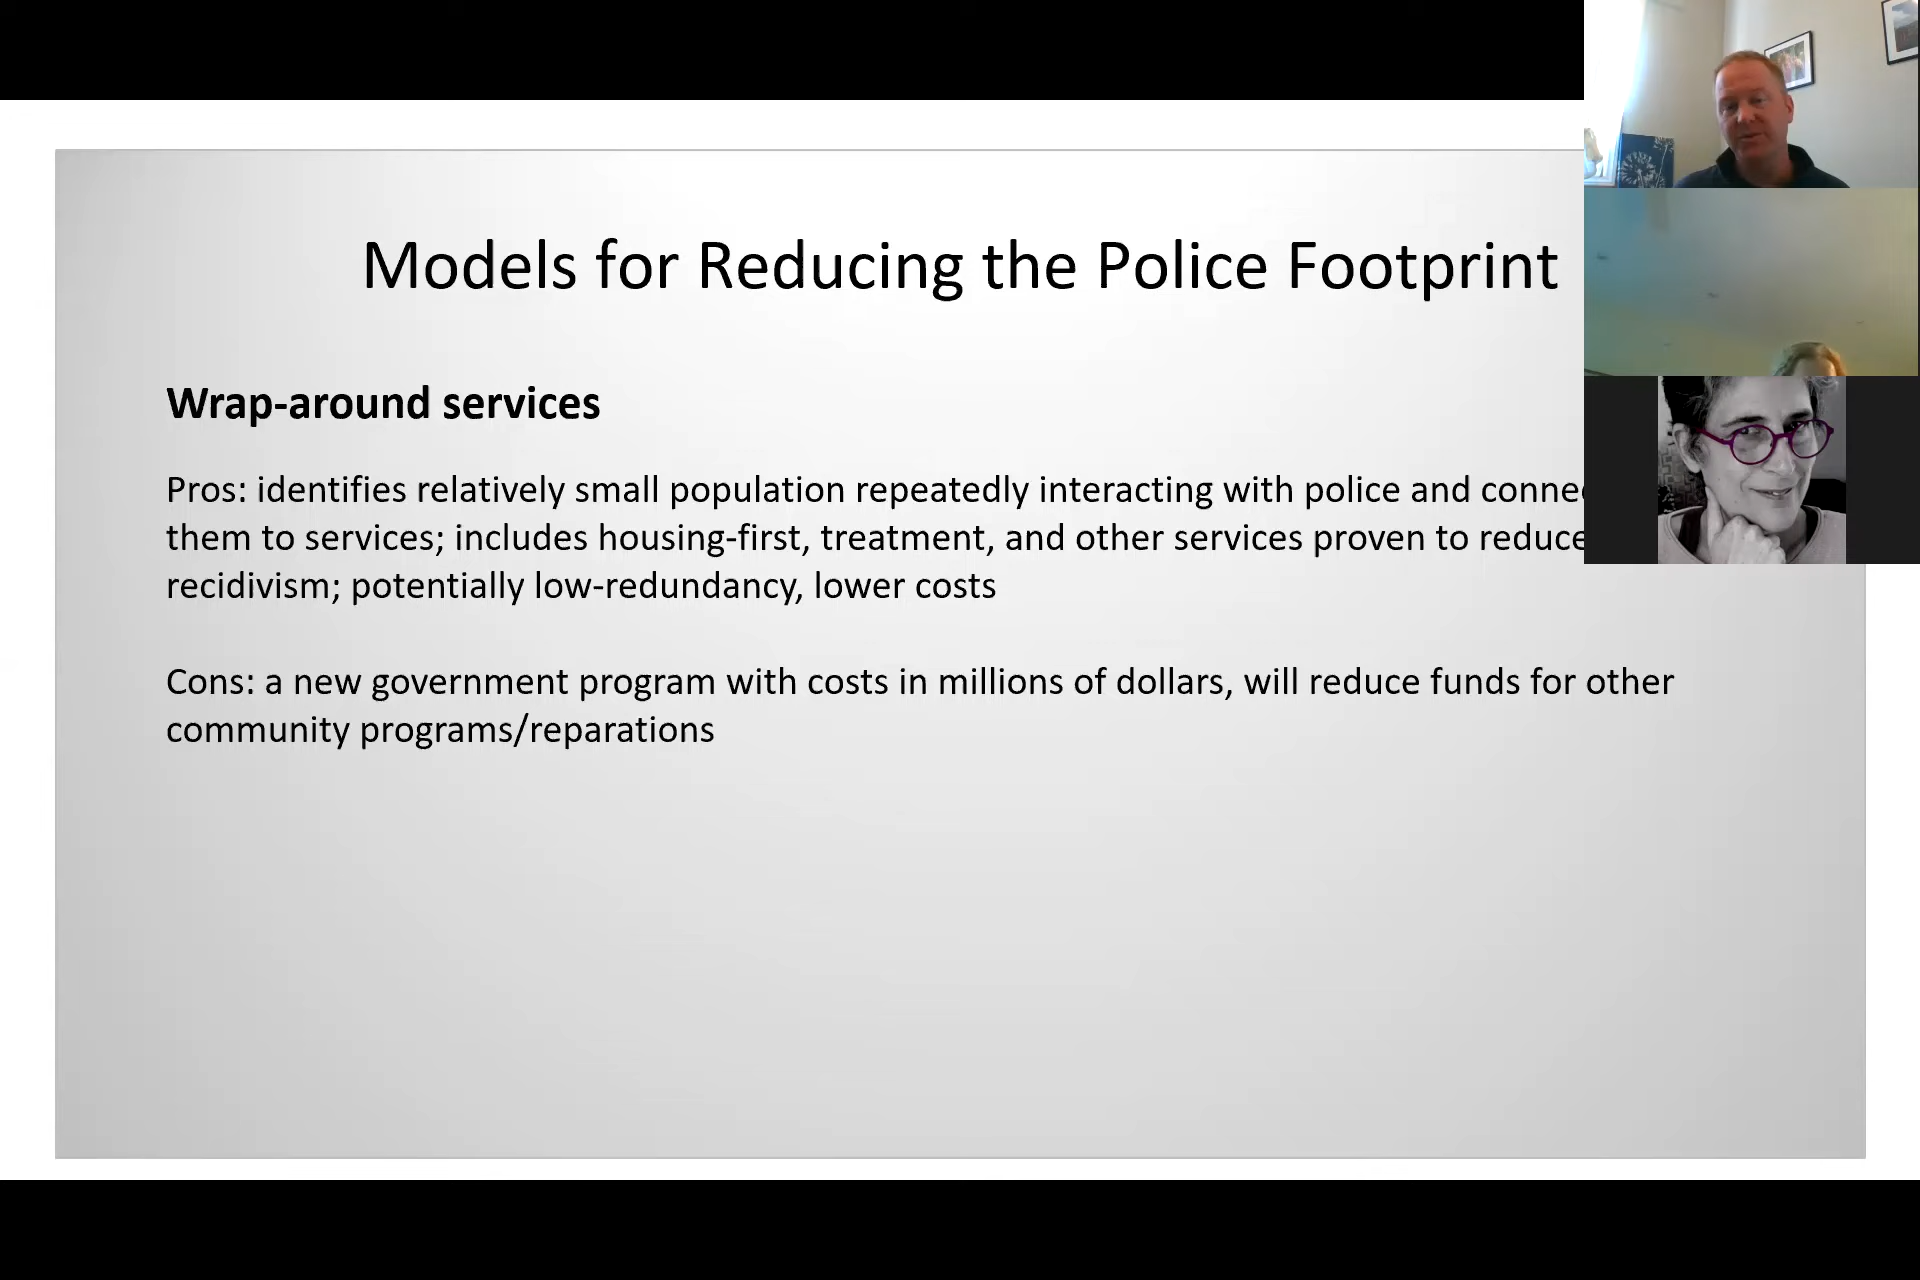 Models for Reducing the Police Footprint
Wrap-around services
Pros: identifies relatively small population repeatedly interacting with police and
them to services; includes housing-first, treatment, and other services proven to reduce
recidivism; potentially low-redundancy, lower costs
Cons: a new government program with costs in millions of dollars, will reduce funds for other
community programs/reparations